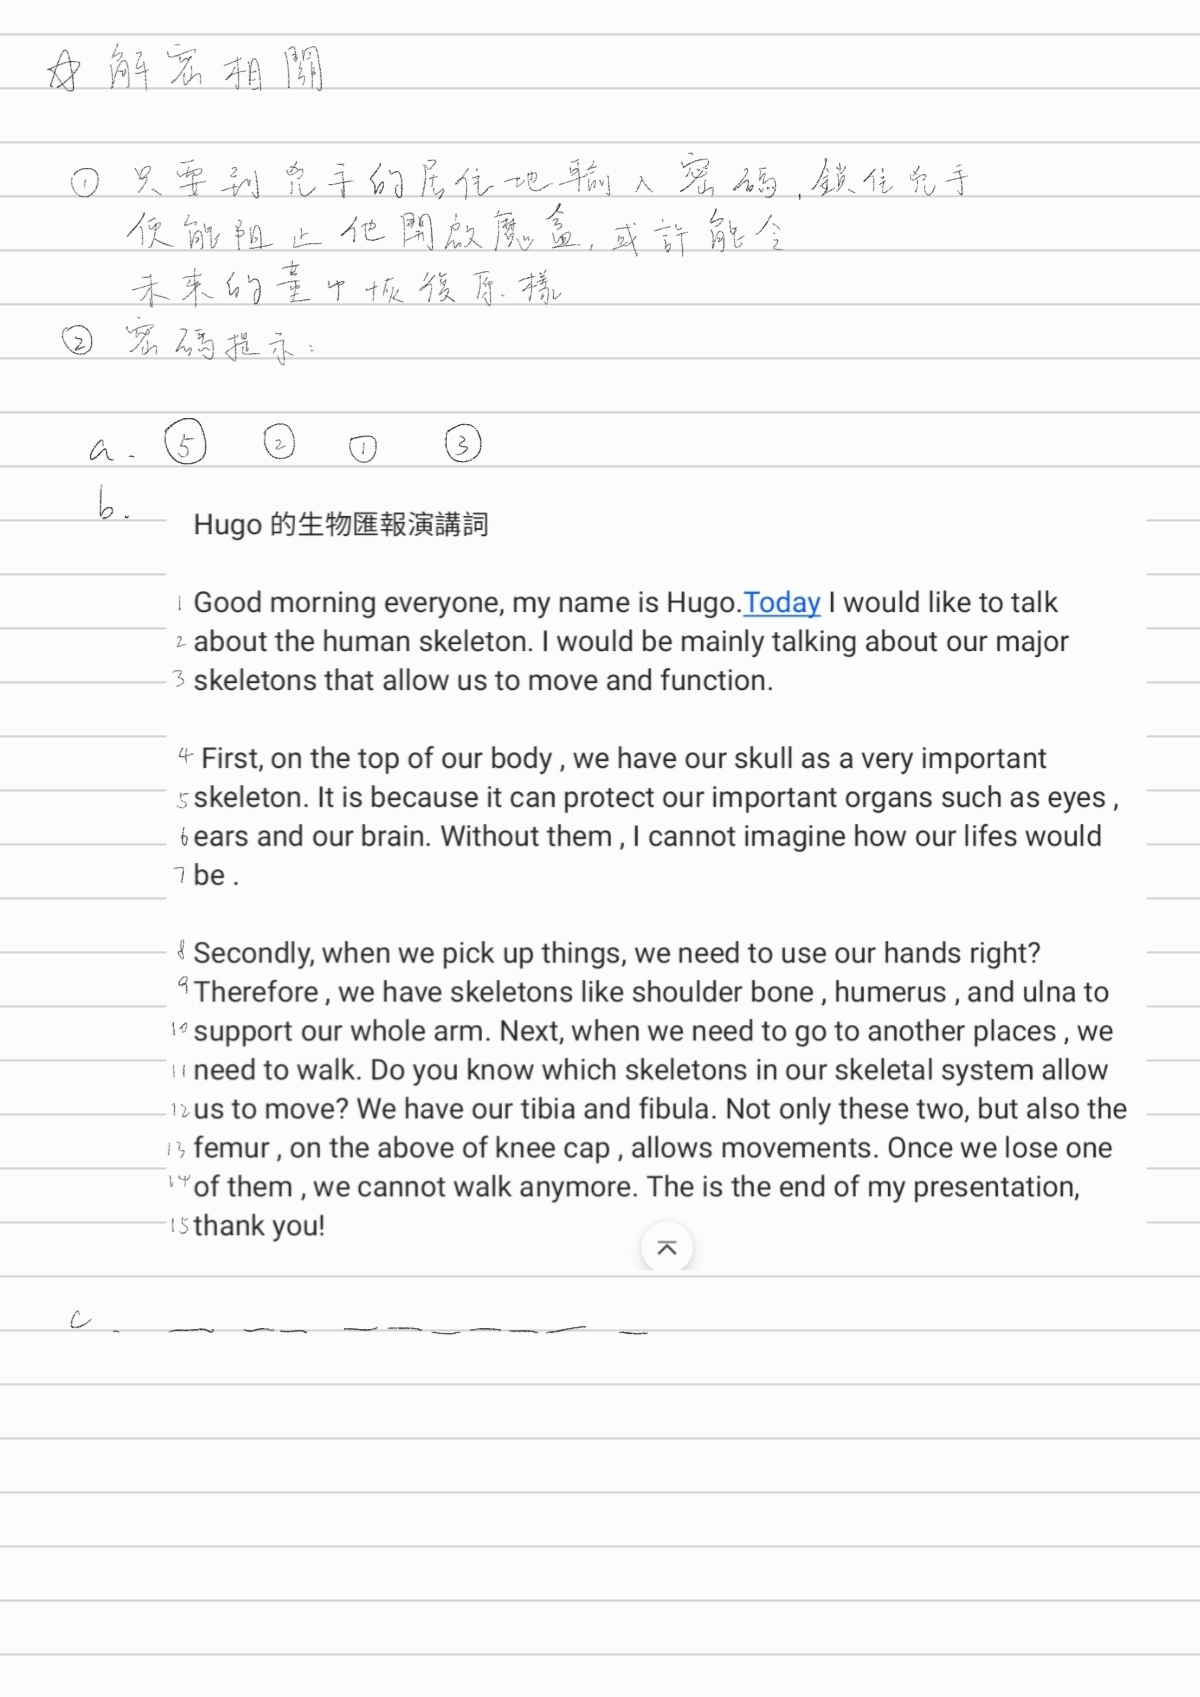 ☆ 解密相關
① 只要到兇手的居住地輸入密碼,鎖住兇手
便能阻止他開啟魔盒,或許能令
未來的童中恢復原樣
② 密碼提示:
a. ⑤ ② ① ③
b.
Hugo 的生物匯報演講詞
1 Good morning everyone, my name is Hugo.Today I would like to talk
2 about the human skeleton. I would be mainly talking about our major
3 skeletons that allow us to move and function.
4 First, on the top of our body , we have our skull as a very important
5 skeleton. It is because it can protect our important organs such as eyes ,
6 ears and our brain. Without them , I cannot imagine how our lifes would
7 be .
8 Secondly, when we pick up things, we need to use our hands right?
9 Therefore , we have skeletons like shoulder bone , humerus , and ulna to
10 support our whole arm. Next, when we need to go to another places , we
11 need to walk. Do you know which skeletons in our skeletal system allow
12 us to move? We have our tibia and fibula. Not only these two, but also the
13 femur , on the above of knee cap , allows movements. Once we lose one
14 of them , we cannot walk anymore. The is the end of my presentation,
15 thank you!
c. _ _ _ _ _ _ _ _ _ _